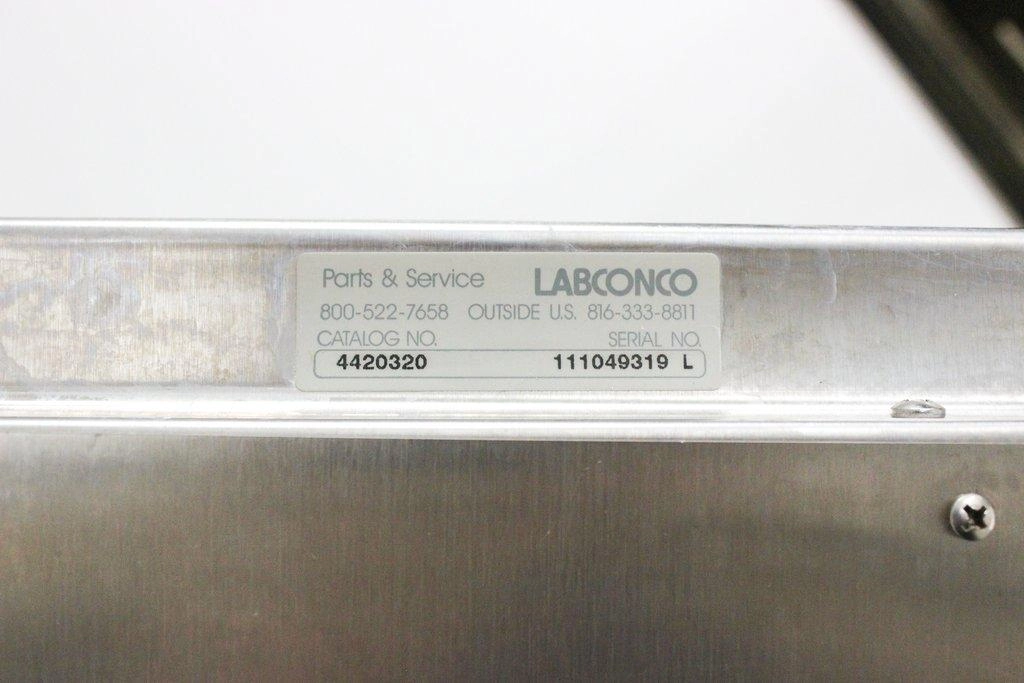 Parts & Service LABCONCO
800-522-7658 OUTSIDE U.S. 816-333-8811
CATALOG NO. SERIAL NO.
4420320 111049319 L